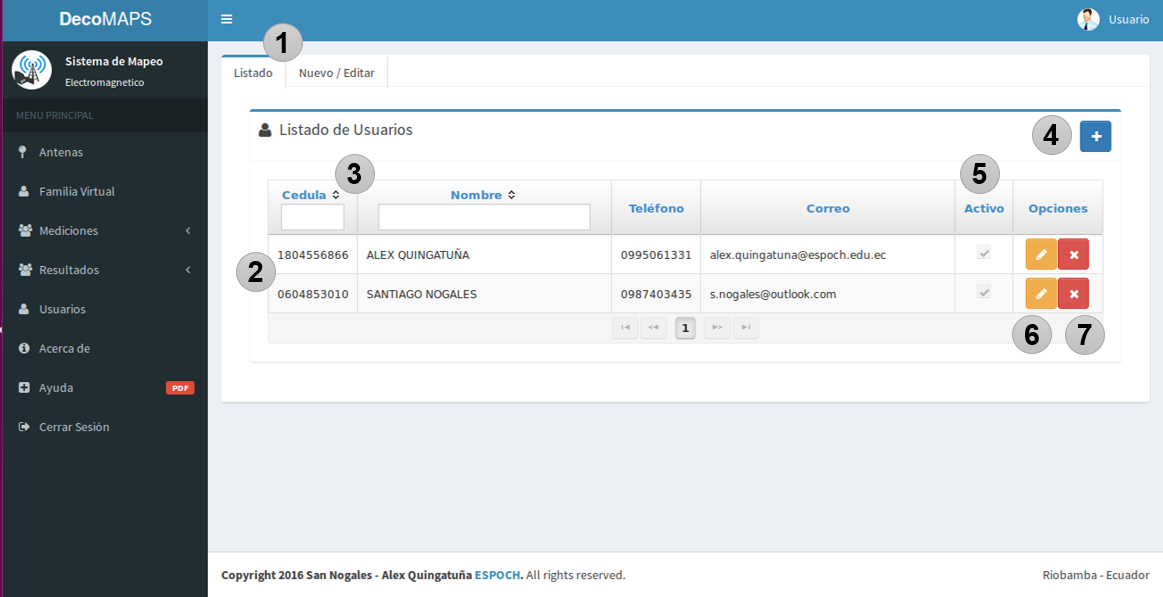 DecoMAPS
Usuario
Sistema de Mapeo
Electromagnetico
MENU PRINCIPAL
Antenas
Familia Virtual
Mediciones
Resultados
Usuarios
Acerca de
Ayuda PDF
Cerrar Sesión
1
Listado Nuevo / Editar
Listado de Usuarios
4 +
3 5
Cedula Nombre Teléfono Correo Activo Opciones
1804556866 ALEX QUINGATUÑA 0995061331 alex.quingatuna@espoch.edu.ec
2
0604853010 SANTIAGO NOGALES 0987403435 s.nogales@outlook.com
1
6 7
Copyright 2016 San Nogales - Alex Quingatuña ESPOCH. All rights reserved. Riobamba - Ecuador